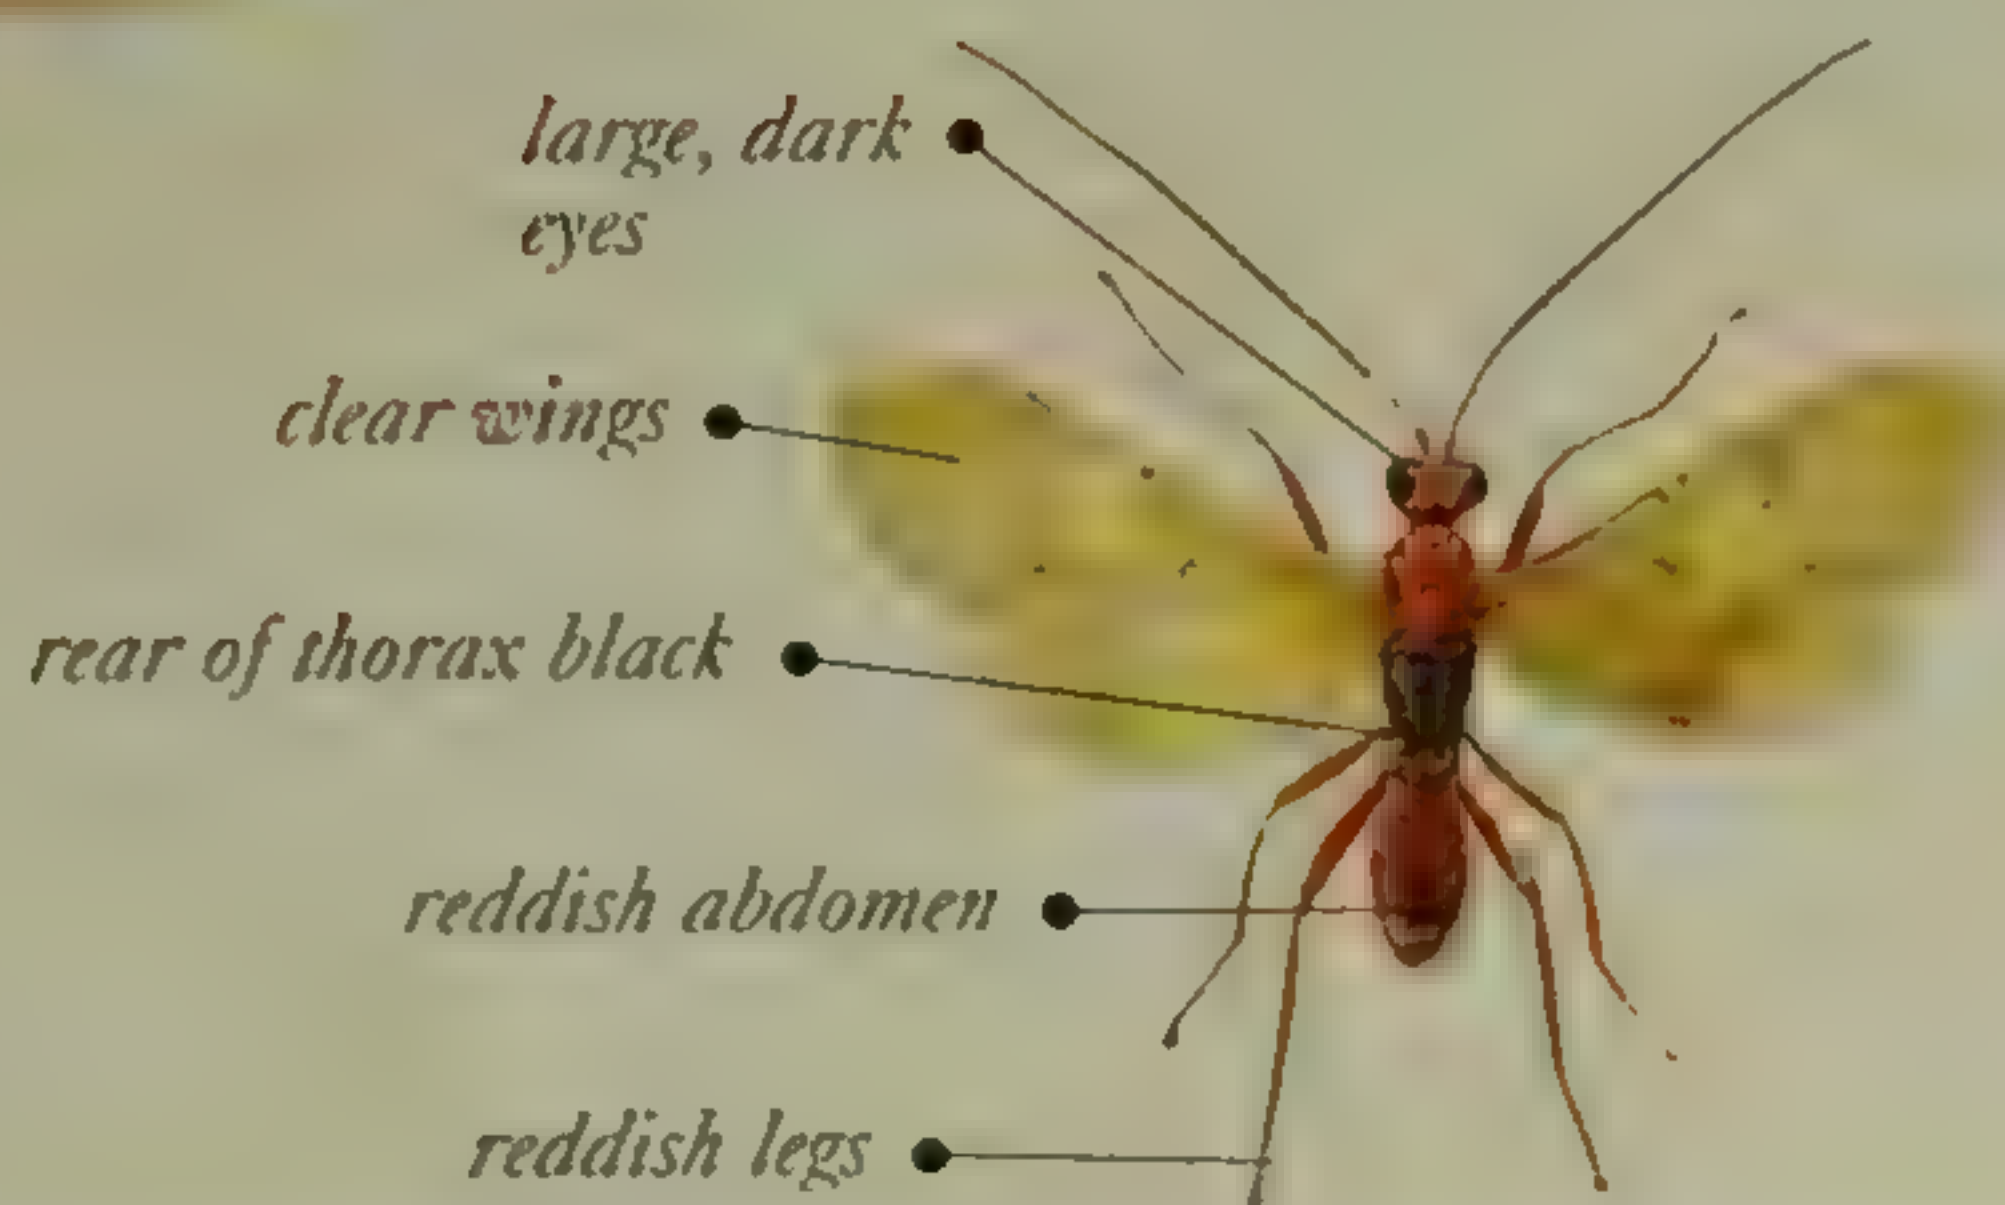 large, dark
eyes
clear wings
rear of thorax black
reddish abdomen
reddish legs